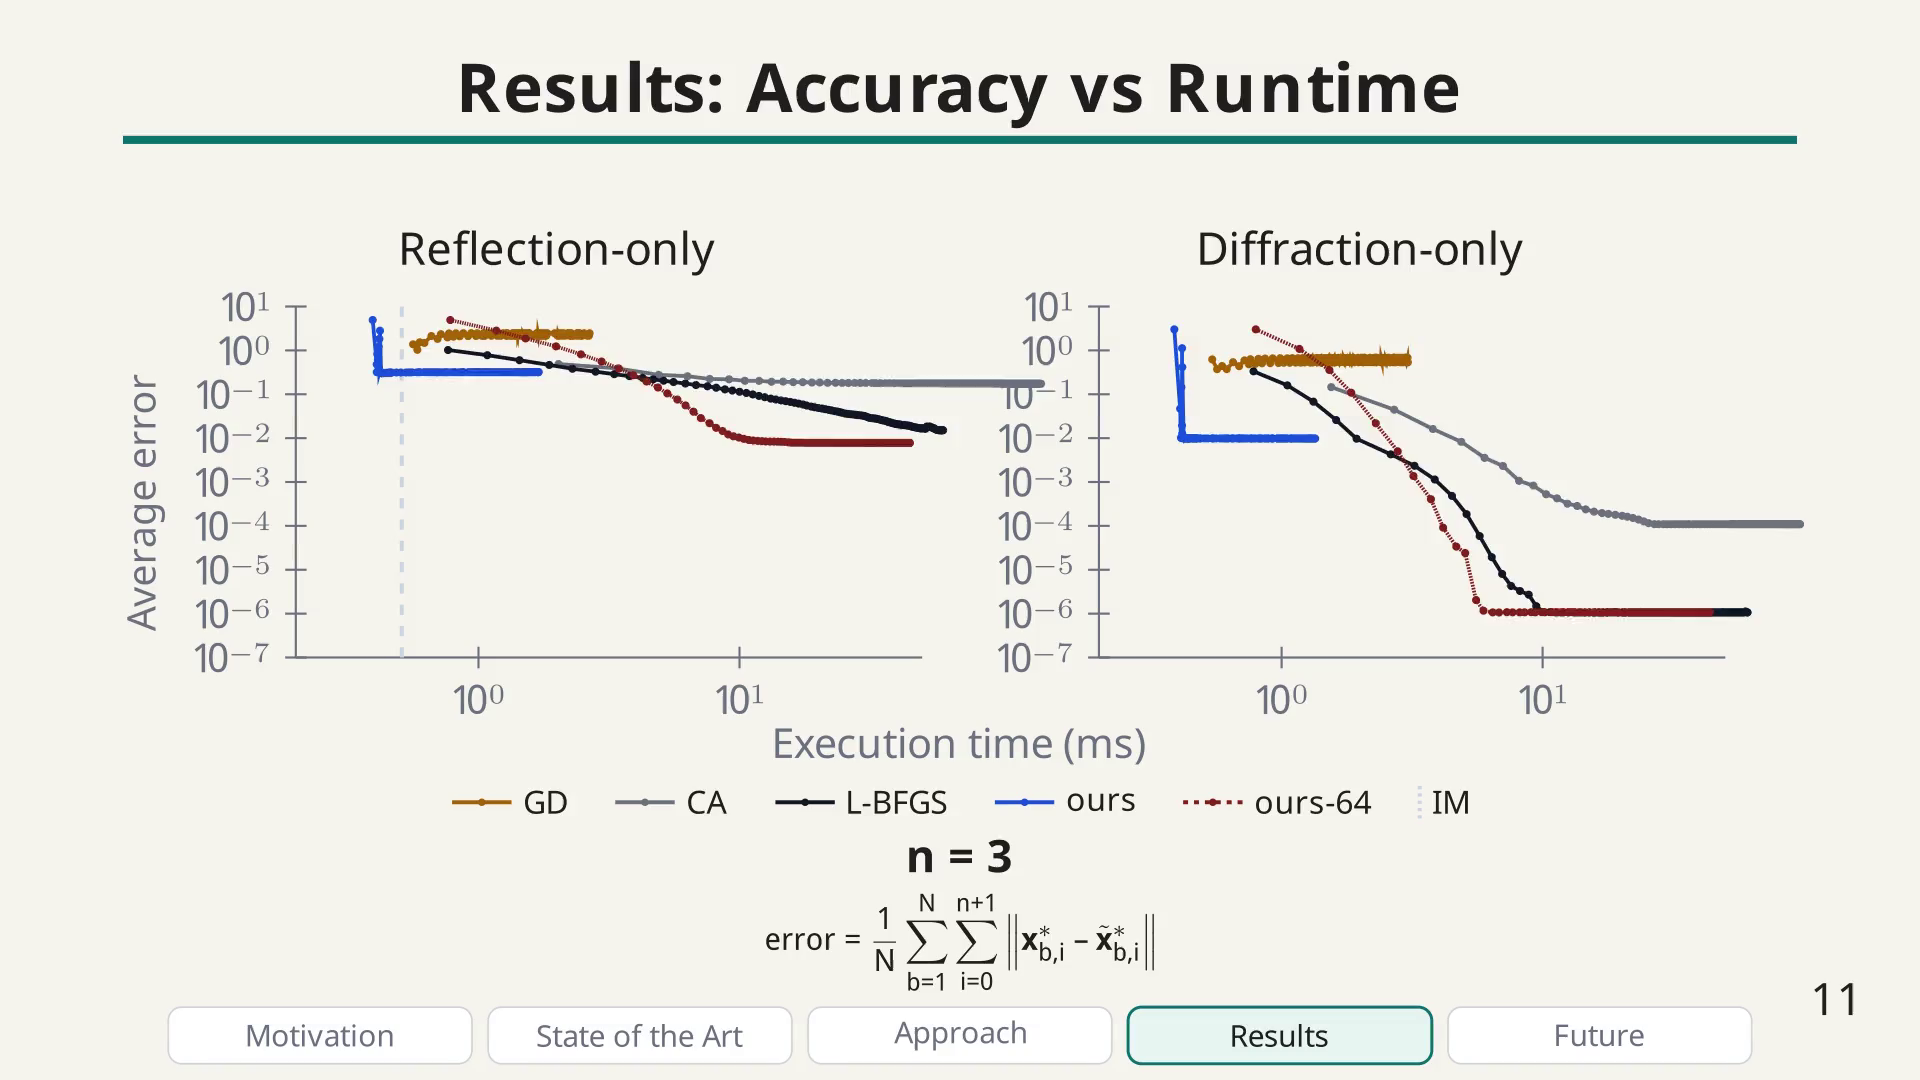 Results: Accuracy vs Runtime
Reflection-only
Diffraction-only
Average error
10¹
10⁰
10⁻¹
10⁻²
10⁻³
10⁻⁴
10⁻⁵
10⁻⁶
10⁻⁷
10⁰ 10¹
10¹
10⁰
10⁻¹
10⁻²
10⁻³
10⁻⁴
10⁻⁵
10⁻⁶
10⁻⁷
10⁰ 10¹
Execution time (ms)
GD CA L-BFGS ours ours-64 IM
n = 3
error = 1/N ∑_{b=1}^{N} ∑_{i=0}^{n+1} ‖x*_{b,i} – x̃*_{b,i}‖
11
Motivation State of the Art Approach Results Future